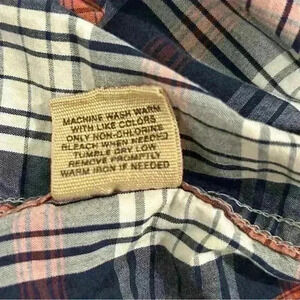 MACHINE WASH WARM
WITH LIKE COLORS
ONLY NON-CHLORINE
BLEACH WHEN NEEDED
TUMBLE DRY LOW
REMOVE PROMPTLY
WARM IRON IF NEEDED